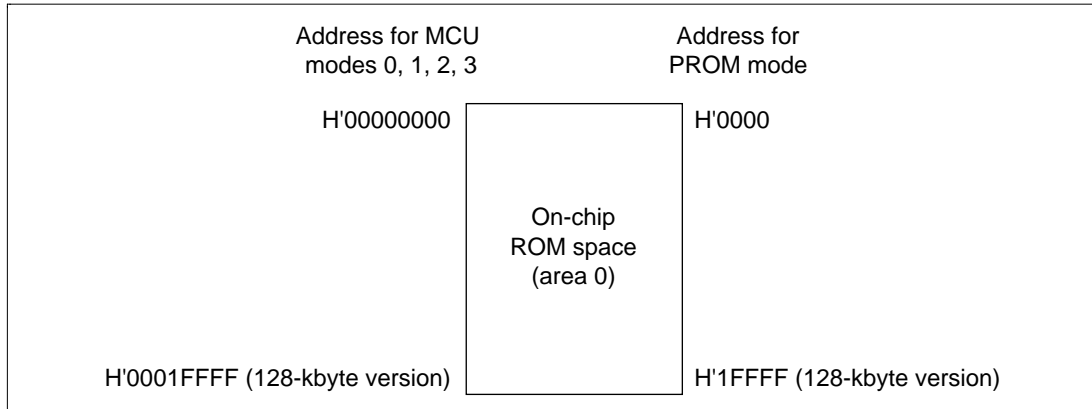 Address for MCU
modes 0, 1, 2, 3
Address for
PROM mode
H'00000000
H'0000
On-chip
ROM space
(area 0)
H'0001FFFF (128-kbyte version)
H'1FFFF (128-kbyte version)